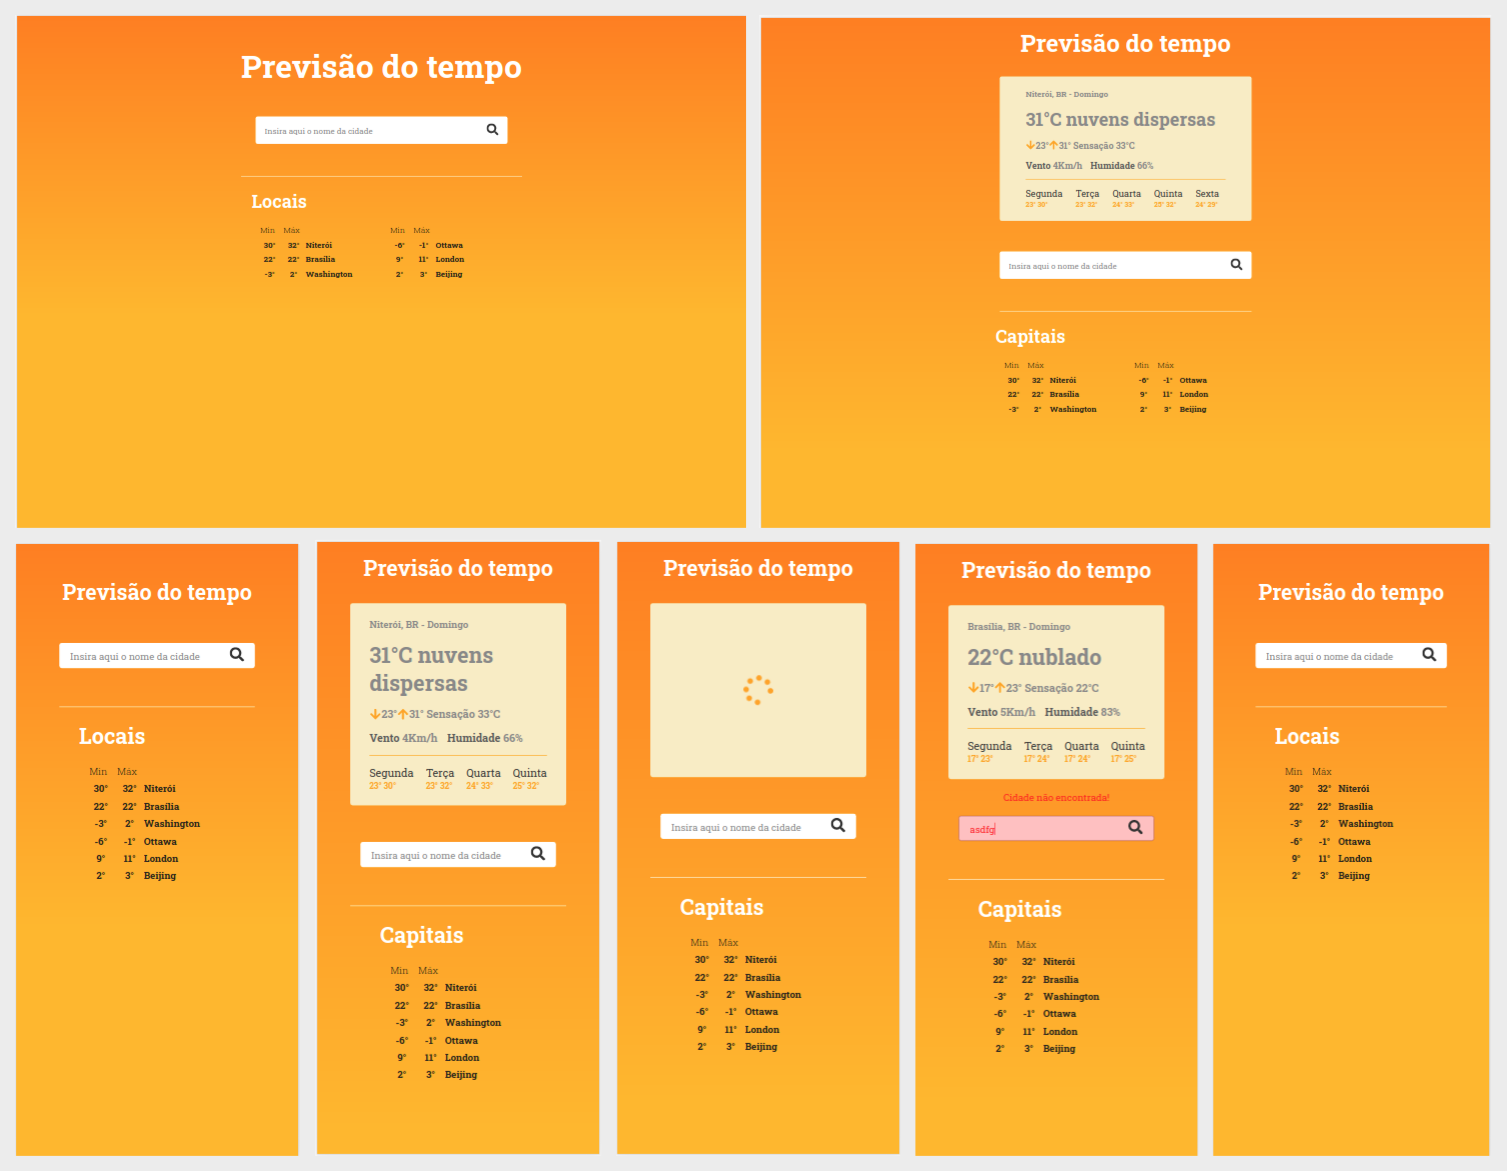 Previsão do tempo
Insira aqui o nome da cidade
Locais
Min Máx
30° 32° Niterói
22° 22° Brasília
-3° 2° Washington
Min Máx
-6° -1° Ottawa
9° 11° London
2° 3° Beijing
Previsão do tempo
Niterói, BR - Domingo
31°C nuvens dispersas
23° 31° Sensação 33°C
Vento 4Km/h Humidade 66%
Segunda Terça Quarta Quinta Sexta
23° 30° 23° 32° 24° 33° 25° 32° 24° 29°
Insira aqui o nome da cidade
Capitais
Min Máx
30° 32° Niterói
22° 22° Brasília
-3° 2° Washington
Min Máx
-6° -1° Ottawa
9° 11° London
2° 3° Beijing
Previsão do tempo
Insira aqui o nome da cidade
Locais
Min Máx
30° 32° Niterói
22° 22° Brasília
-3° 2° Washington
-6° -1° Ottawa
9° 11° London
2° 3° Beijing
Previsão do tempo
Niterói, BR - Domingo
31°C nuvens
dispersas
23° 31° Sensação 33°C
Vento 4Km/h Humidade 66%
Segunda Terça Quarta Quinta
23° 30° 23° 32° 24° 33° 25° 32°
Insira aqui o nome da cidade
Capitais
Min Máx
30° 32° Niterói
22° 22° Brasília
-3° 2° Washington
-6° -1° Ottawa
9° 11° London
2° 3° Beijing
Previsão do tempo
Insira aqui o nome da cidade
Capitais
Min Máx
30° 32° Niterói
22° 22° Brasília
-3° 2° Washington
-6° -1° Ottawa
9° 11° London
2° 3° Beijing
Previsão do tempo
Brasília, BR - Domingo
22°C nublado
17° 23° Sensação 22°C
Vento 5Km/h Humidade 83%
Segunda Terça Quarta Quinta
17° 23° 17° 24° 17° 24° 17° 25°
Cidade não encontrada!
asdfg
Capitais
Min Máx
30° 32° Niterói
22° 22° Brasília
-3° 2° Washington
-6° -1° Ottawa
9° 11° London
2° 3° Beijing
Previsão do tempo
Insira aqui o nome da cidade
Locais
Min Máx
30° 32° Niterói
22° 22° Brasília
-3° 2° Washington
-6° -1° Ottawa
9° 11° London
2° 3° Beijing